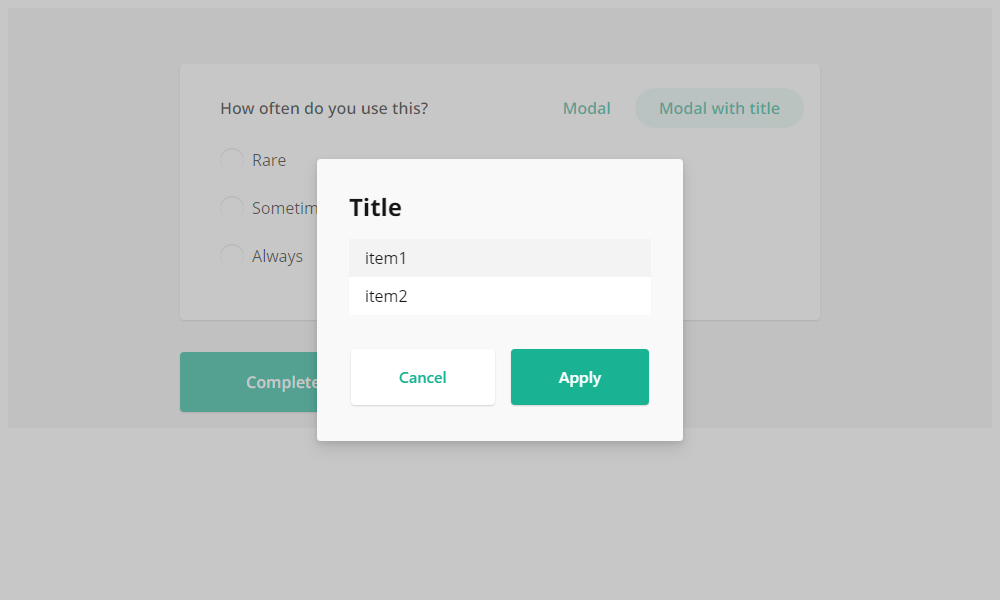 How often do you use this?
Modal
Modal with title
Rare
Sometim
Always
Title
item1
item2
Cancel
Apply
Complete